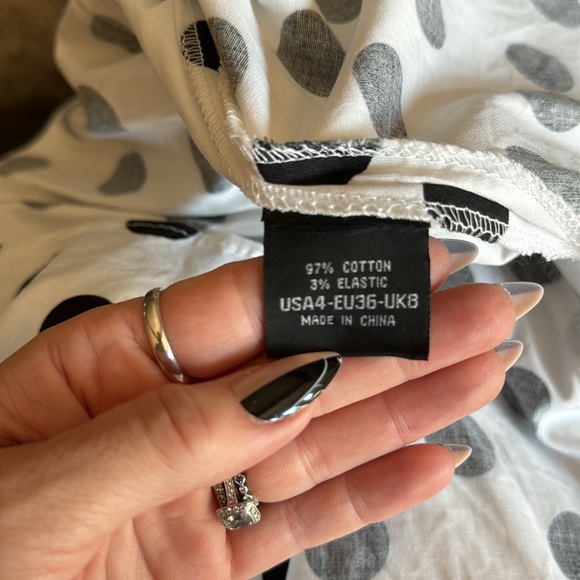 97% COTTON
3% ELASTIC
USA4-EU36-UK8
MADE IN CHINA